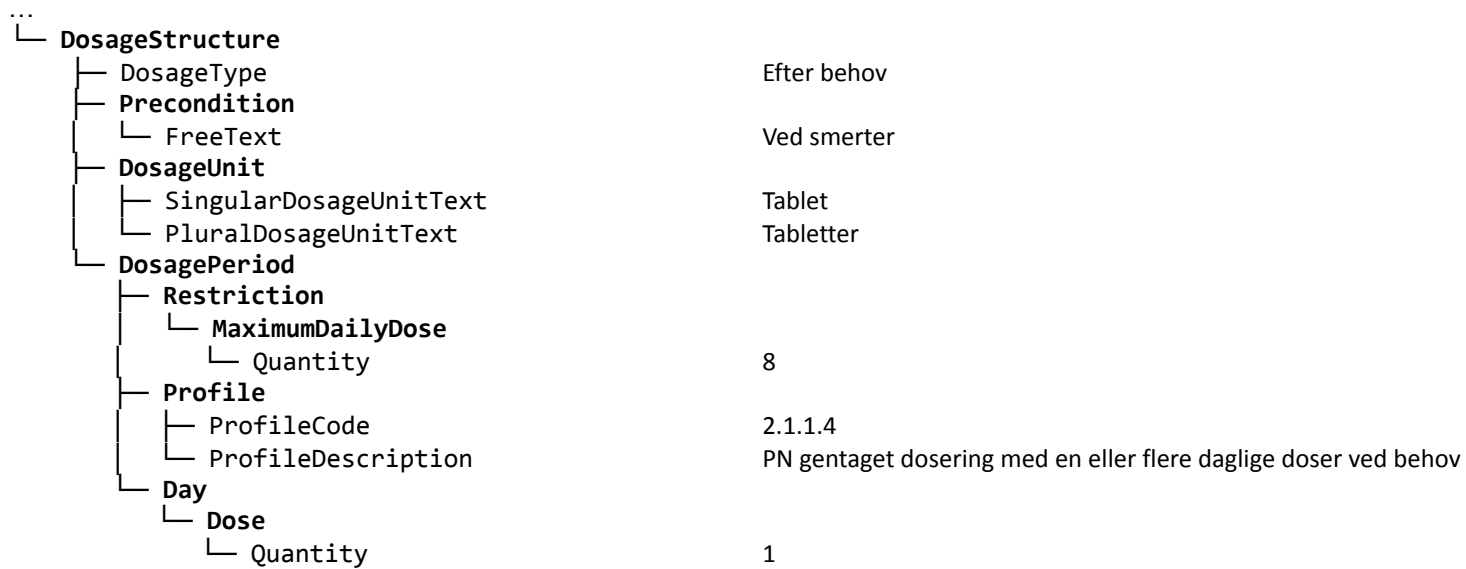 ...
DosageStructure
DosageType Efter behov
Precondition
FreeText Ved smerter
DosageUnit
SingularDosageUnitText Tablet
PluralDosageUnitText Tabletter
DosagePeriod
Restriction
MaximumDailyDose
Quantity 8
Profile
ProfileCode 2.1.1.4
ProfileDescription PN gentaget dosering med en eller flere daglige doser ved behov
Day
Dose
Quantity 1